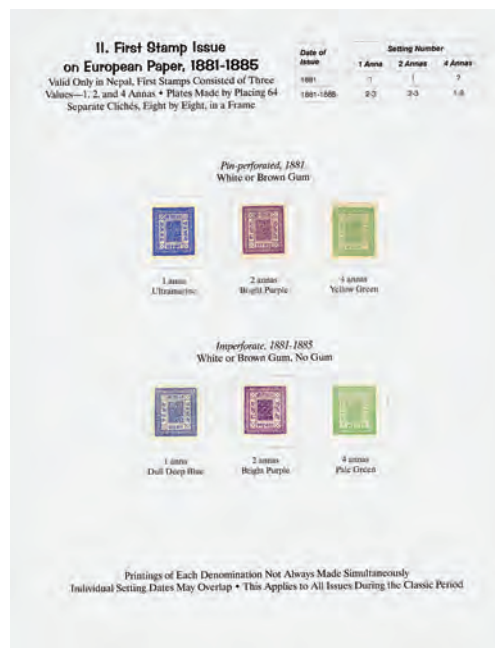 II. First Stamp Issue
on European Paper, 1881-1885
Valid Only in Nepal, First Stamps Consisted of Three
Values—1, 2, and 4 Annas • Plates Made by Placing 64
Separate Clichés, Eight by Eight, in a Frame
Date of Issue
Setting Number
1 Anna 2 Annas 4 Annas
1881
1881-1885 2-3 2-3
Pin-perforated, 1881
White or Brown Gum
1 anna
Ultramarine
2 annas
Bright Purple
4 annas
Yellow Green
Imperforate, 1881-1885
White or Brown Gum, No Gum
1 anna
Dull Deep Blue
2 annas
Bright Purple
4 annas
Pale Green
Printings of Each Denomination Not Always Made Simultaneously
Individual Setting Dates May Overlap • This Applies to All Issues During the Classic Period